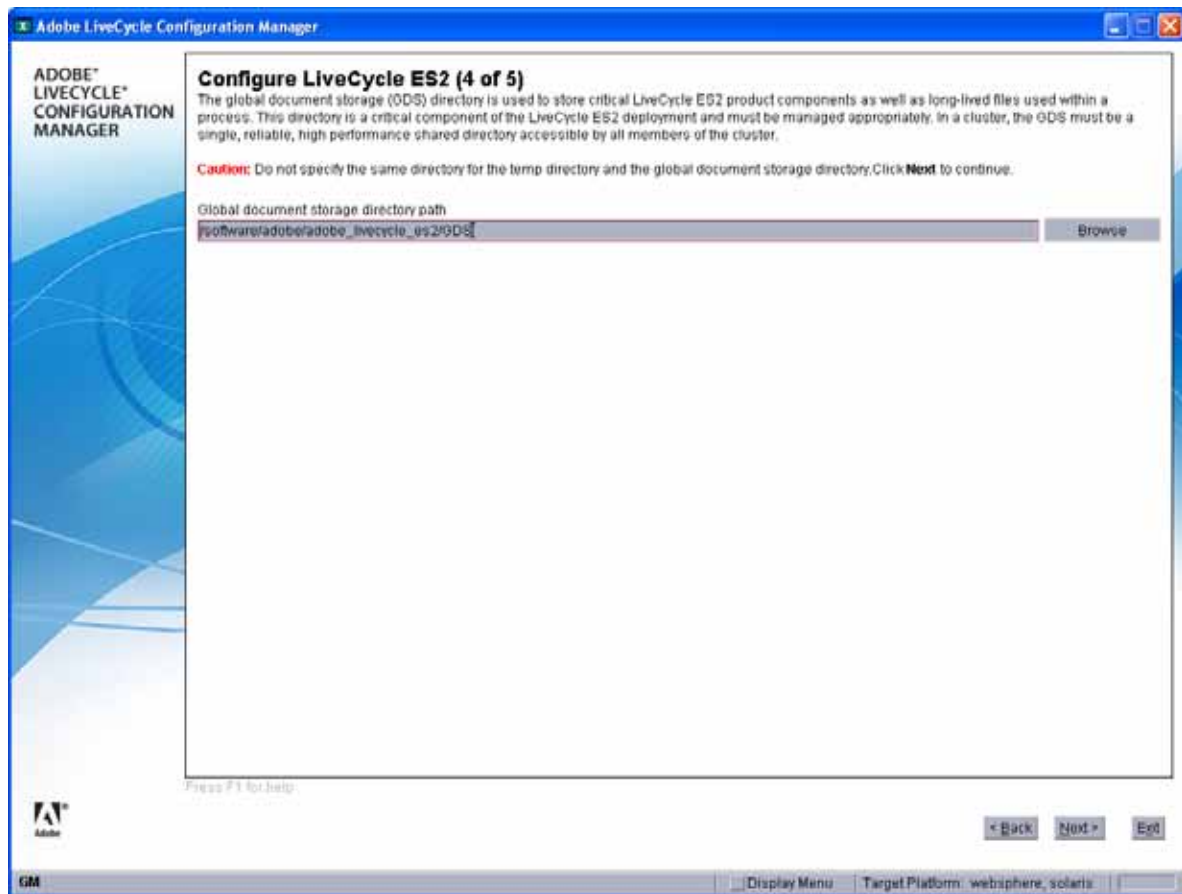 Adobe LiveCycle Configuration Manager
ADOBE®
LIVECYCLE®
CONFIGURATION
MANAGER
Configure LiveCycle ES2 (4 of 5)
The global document storage (GDS) directory is used to store critical LiveCycle ES2 product components as well as long-lived files used within a
process. This directory is a critical component of the LiveCycle ES2 deployment and must be managed appropriately. In a cluster, the GDS must be a
single, reliable, high performance shared directory accessible by all members of the cluster.
Caution: Do not specify the same directory for the temp directory and the global document storage directory.Click Next to continue.
Global document storage directory path
/software/adobe/adobe_livecycle_es2/GDS
Browse
Press F1 for help
Adobe
< Back Next > Exit
GM
Display Menu Target Platform: websphere, solaris